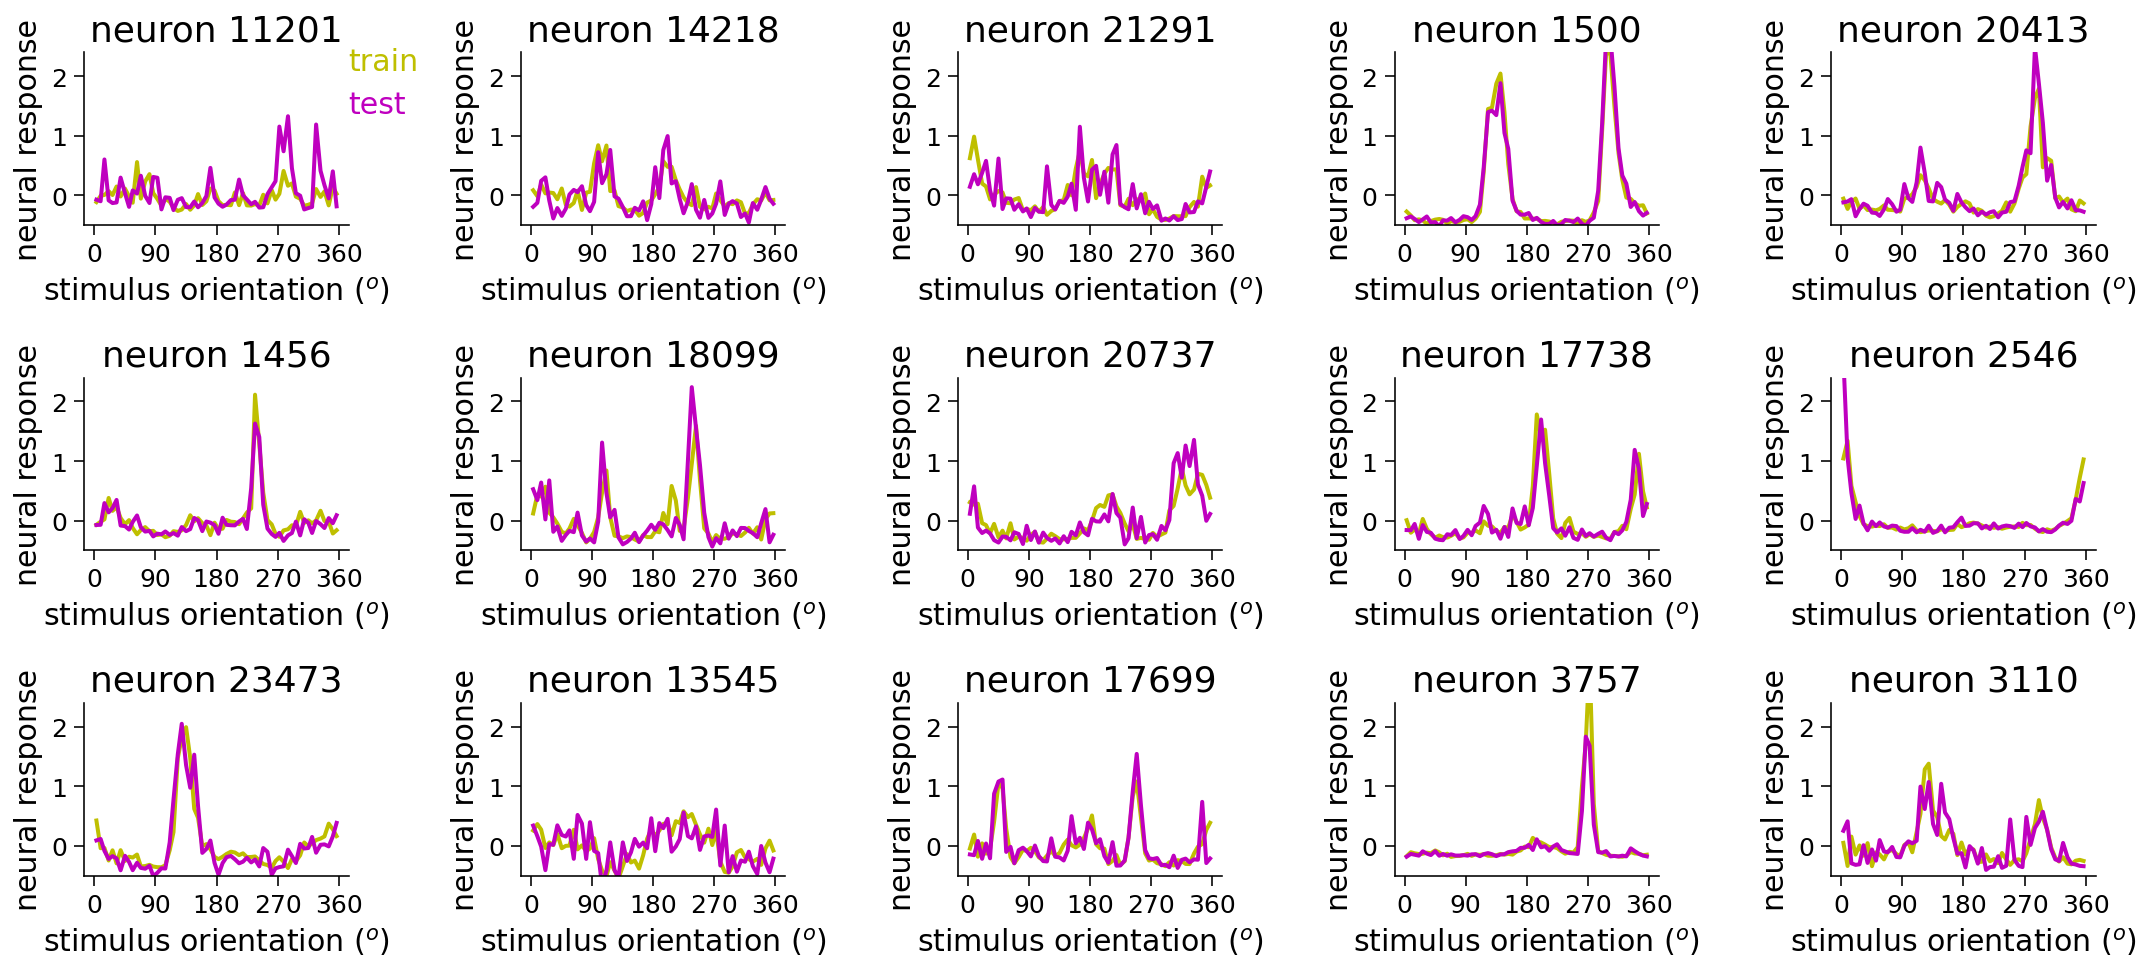 neuron 11201
train
test
neural response
2
1
0
0 90 180 270 360
stimulus orientation (o)
neuron 14218
neural response
2
1
0
0 90 180 270 360
stimulus orientation (o)
neuron 21291
neural response
2
1
0
0 90 180 270 360
stimulus orientation (o)
neuron 1500
neural response
2
1
0
0 90 180 270 360
stimulus orientation (o)
neuron 20413
neural response
2
1
0
0 90 180 270 360
stimulus orientation (o)
neuron 1456
neural response
2
1
0
0 90 180 270 360
stimulus orientation (o)
neuron 18099
neural response
2
1
0
0 90 180 270 360
stimulus orientation (o)
neuron 20737
neural response
2
1
0
0 90 180 270 360
stimulus orientation (o)
neuron 17738
neural response
2
1
0
0 90 180 270 360
stimulus orientation (o)
neuron 2546
neural response
2
1
0
0 90 180 270 360
stimulus orientation (o)
neuron 23473
neural response
2
1
0
0 90 180 270 360
stimulus orientation (o)
neuron 13545
neural response
2
1
0
0 90 180 270 360
stimulus orientation (o)
neuron 17699
neural response
2
1
0
0 90 180 270 360
stimulus orientation (o)
neuron 3757
neural response
2
1
0
0 90 180 270 360
stimulus orientation (o)
neuron 3110
neural response
2
1
0
0 90 180 270 360
stimulus orientation (o)